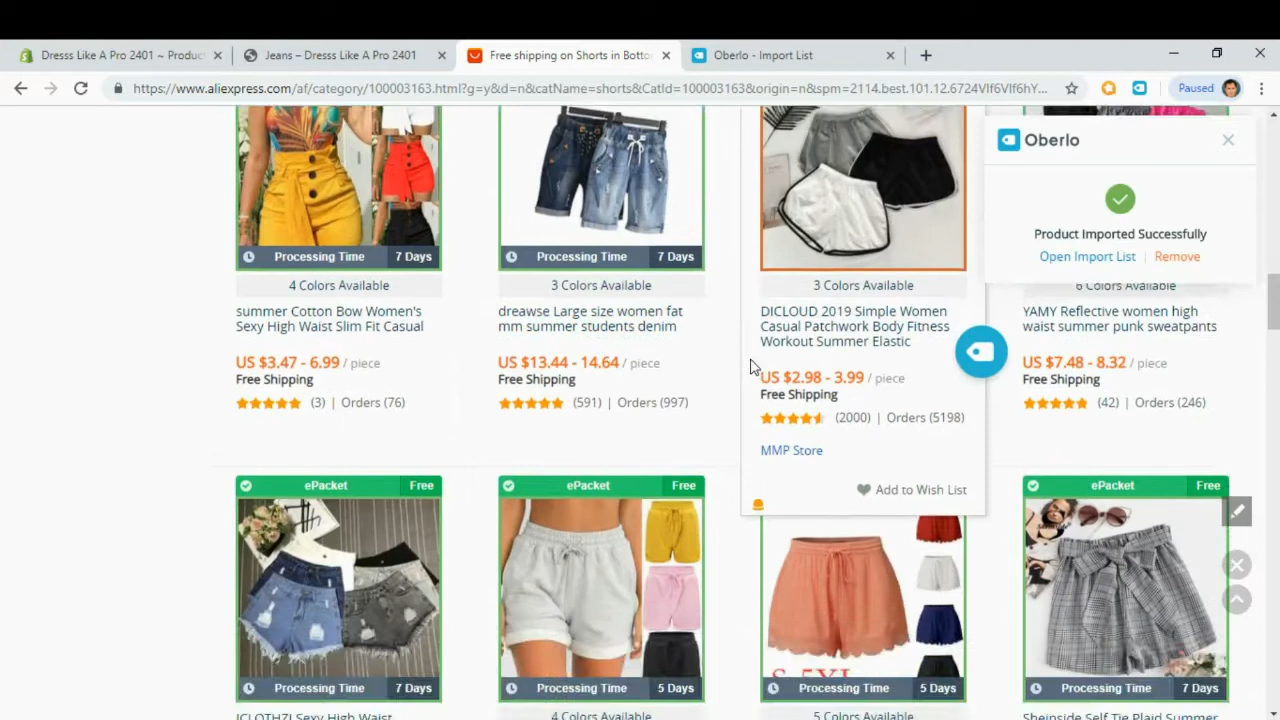 Dresss Like A Pro 2401 ~ Product
Jeans – Dresss Like A Pro 2401
Free shipping on Shorts in Botto
Oberlo - Import List
https://www.aliexpress.com/af/category/100003163.html?g=y&d=n&catName=shorts&CatId=100003163&origin=n&spm=2114.best.101.12.6724VIf6VIf6hY...
Paused
Oberlo
Product Imported Successfully
Open Import List | Remove
Processing Time 7 Days
Processing Time 7 Days
4 Colors Available
3 Colors Available
3 Colors Available
6 Colors Available
summer Cotton Bow Women's
Sexy High Waist Slim Fit Casual
US $3.47 - 6.99 / piece
Free Shipping
(3) | Orders (76)
dreawse Large size women fat
mm summer students denim
US $13.44 - 14.64 / piece
Free Shipping
(591) | Orders (997)
DICLOUD 2019 Simple Women
Casual Patchwork Body Fitness
Workout Summer Elastic
US $2.98 - 3.99 / piece
Free Shipping
(2000) | Orders (5198)
MMP Store
Add to Wish List
YAMY Reflective women high
waist summer punk sweatpants
US $7.48 - 8.32 / piece
Free Shipping
(42) | Orders (246)
ePacket Free
ePacket Free
ePacket Free
S-5XL
Processing Time 7 Days
Processing Time 5 Days
Processing Time 5 Days
Processing Time 7 Days
JCLOTHZI Sexy High Waist
4 Colors Available
5 Colors Available
Sheinside Self Tie Plaid Summer